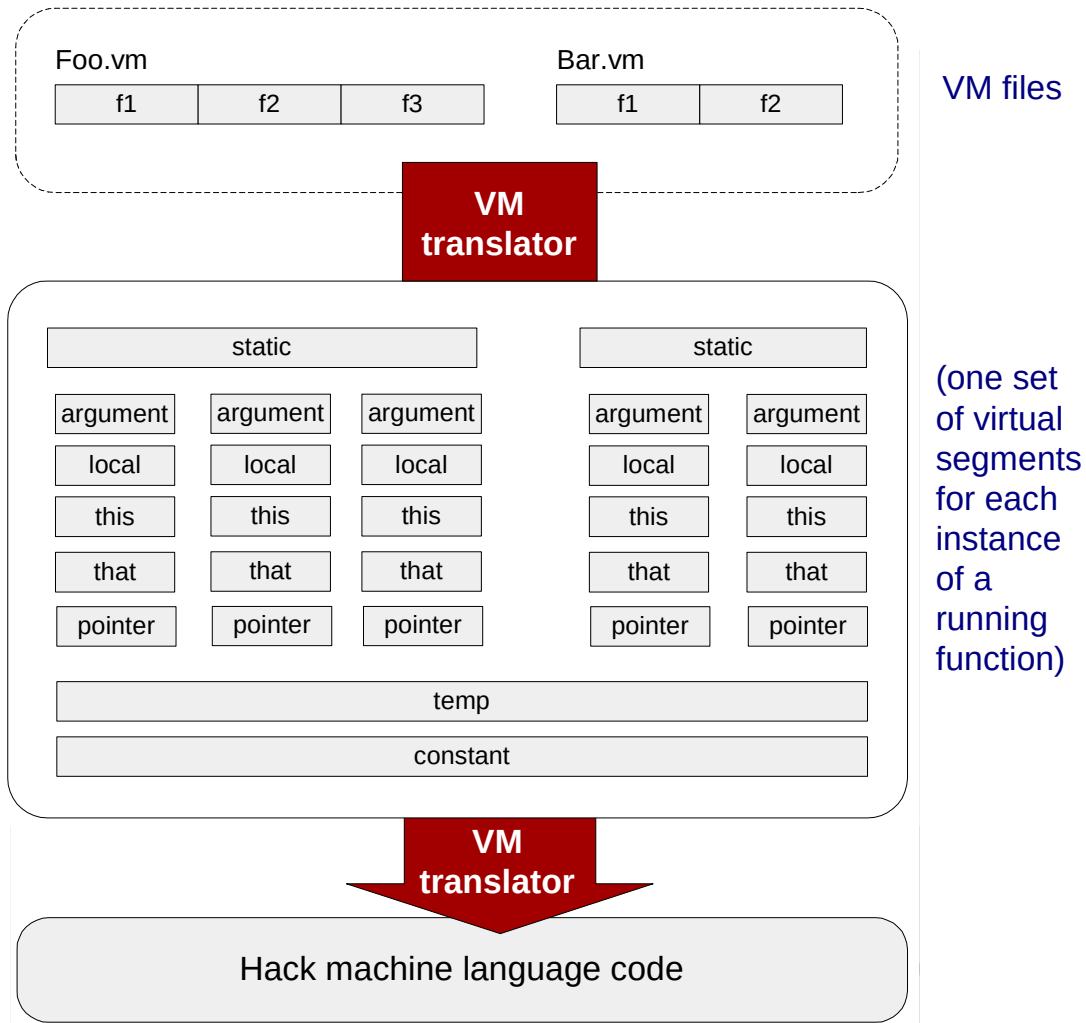 Foo.vm
Bar.vm
f1 f2 f3
f1 f2
VM files
VM
translator
static
static
argument argument argument argument argument
local local local local local
this this this this this
that that that that that
pointer pointer pointer pointer pointer
temp
constant
(one set
of virtual
segments
for each
instance
of a
running
function)
VM
translator
Hack machine language code